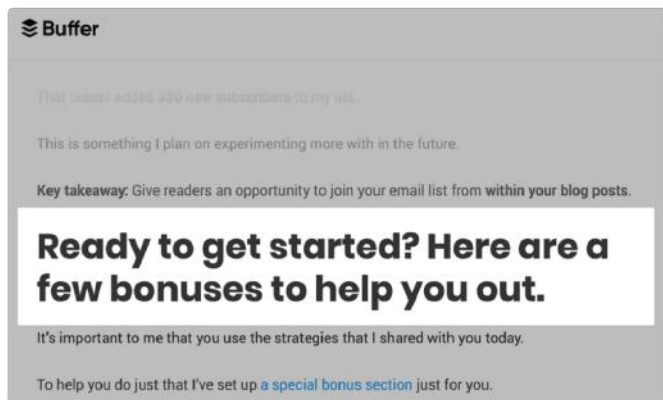 Buffer
That teaser added 330 new subscribers to my list.
This is something I plan on experimenting more with in the future.
Key takeaway: Give readers an opportunity to join your email list from within your blog posts.
Ready to get started? Here are a
few bonuses to help you out.
It's important to me that you use the strategies that I shared with you today.
To help you do just that I've set up a special bonus section just for you.